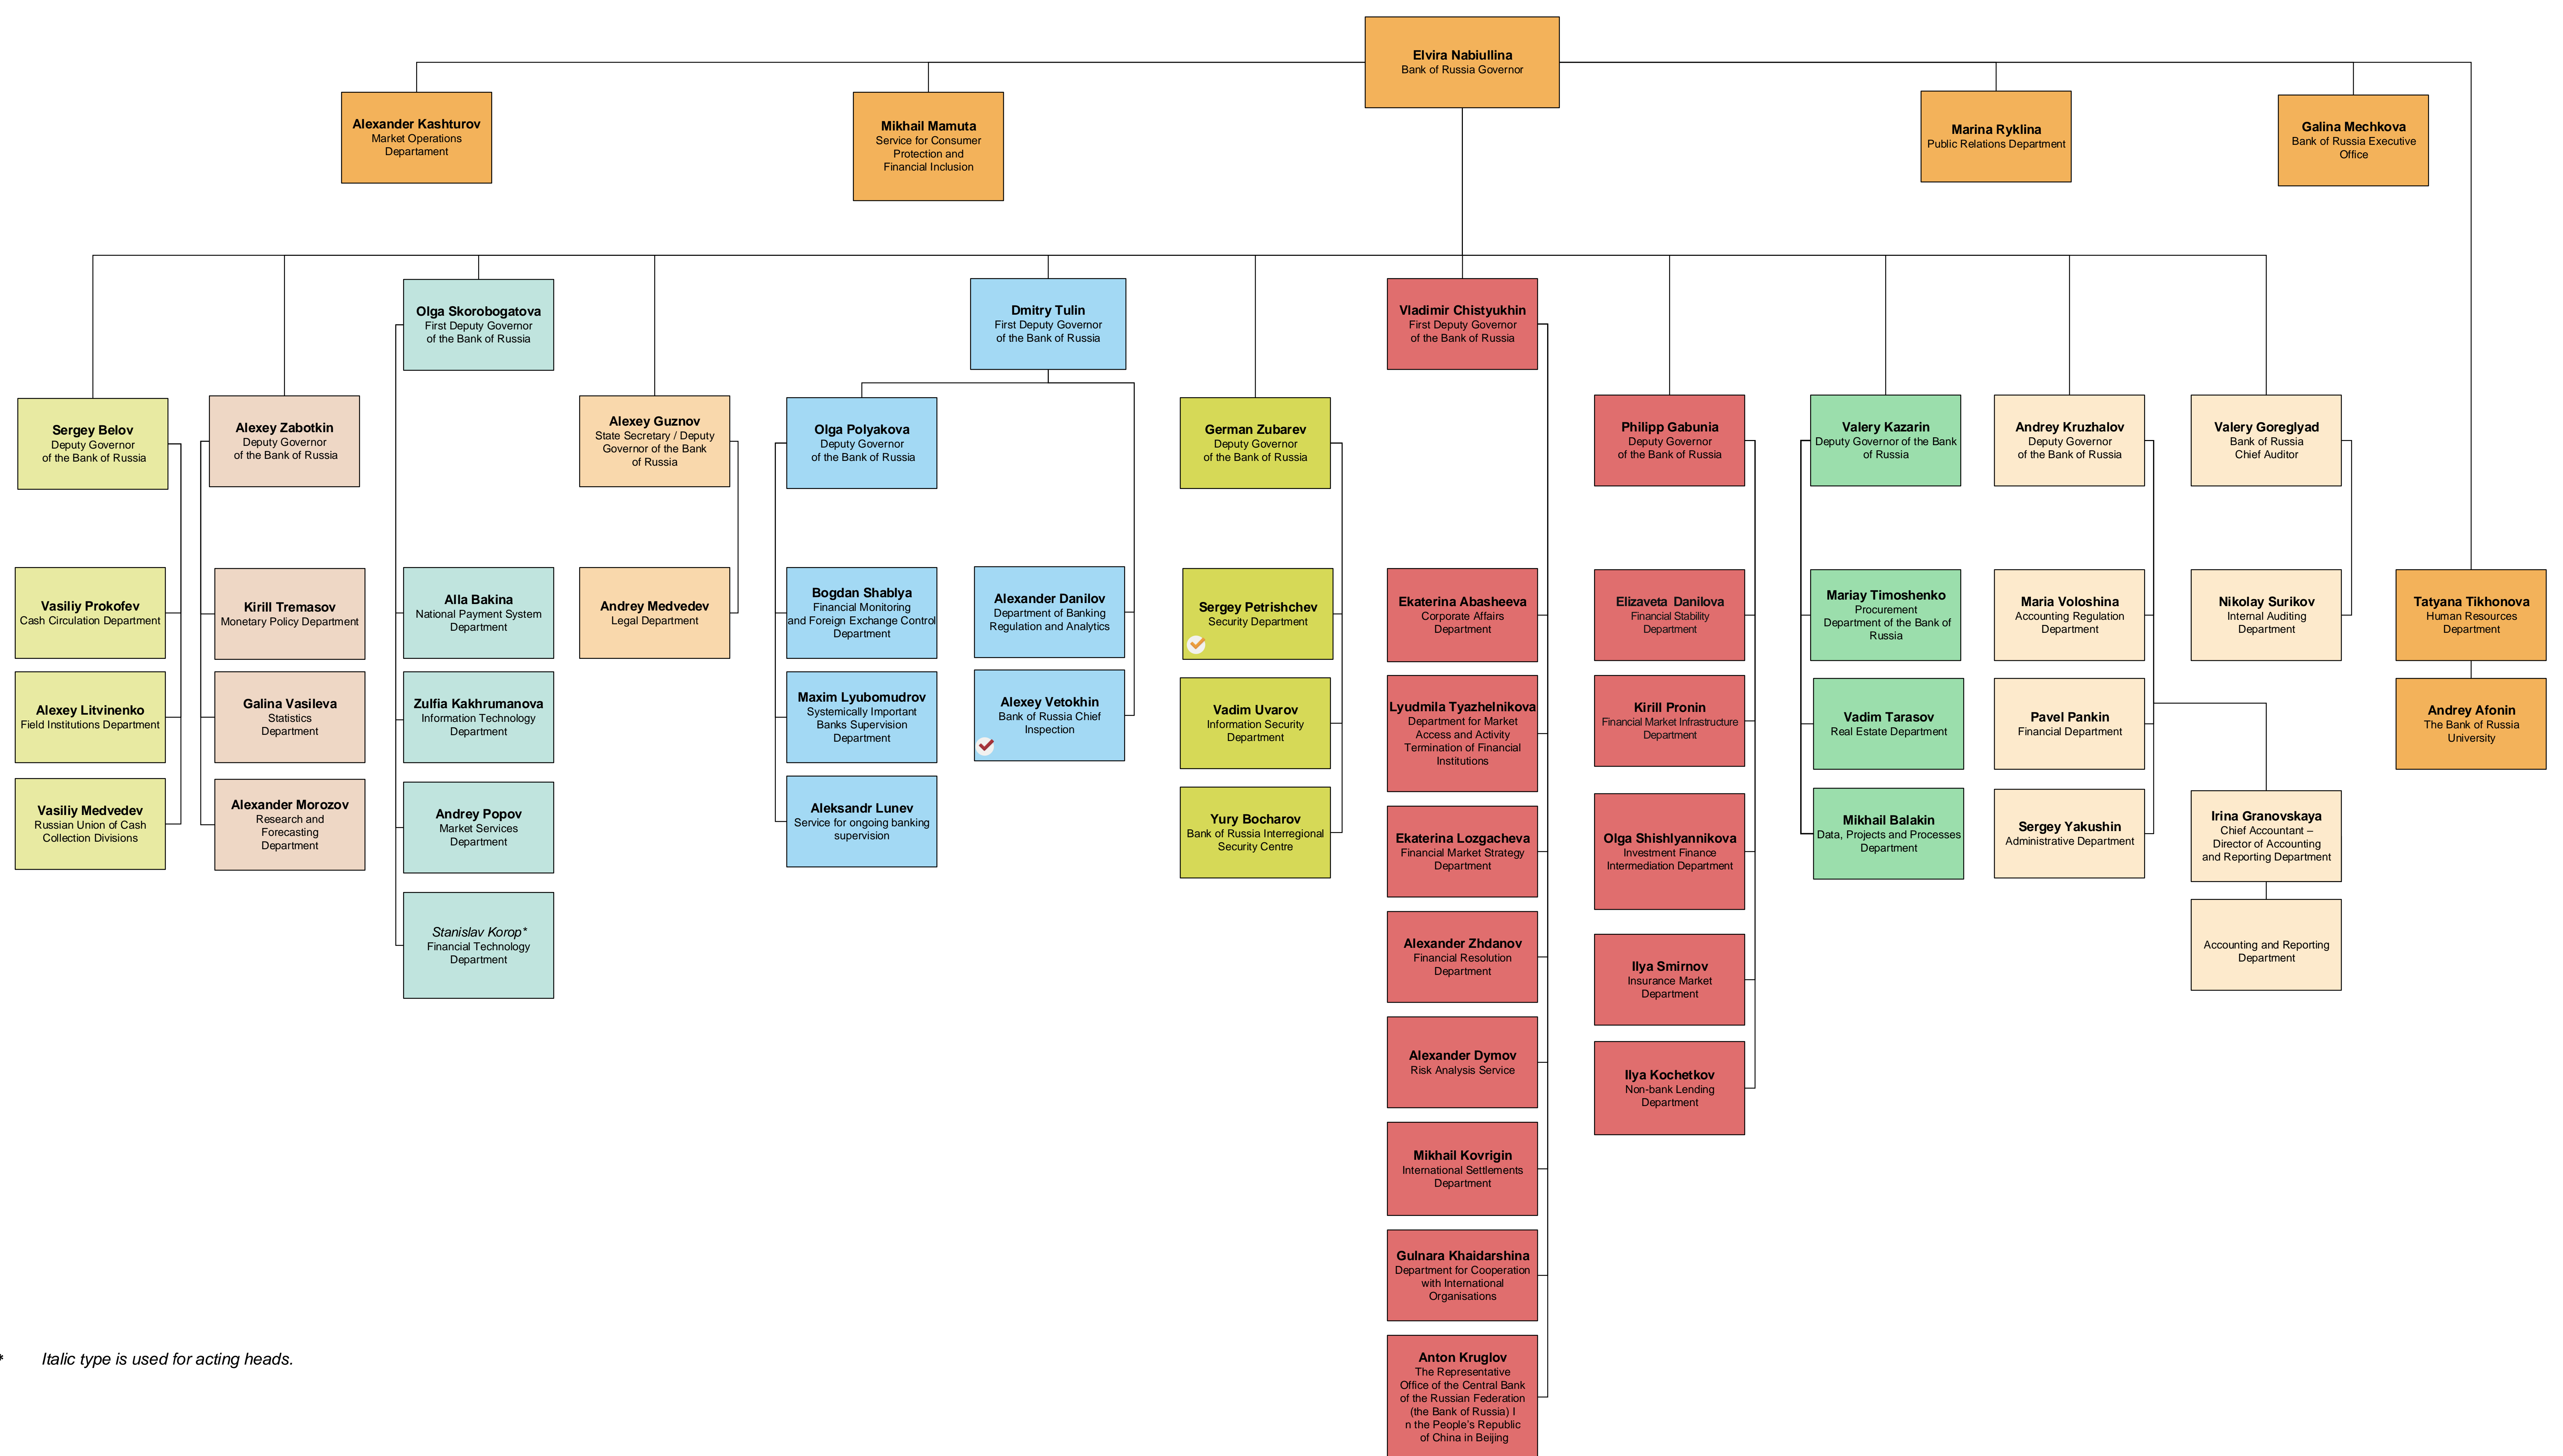 Elvira Nabiullina
Bank of Russia Governor
Alexander Kashturov
Market Operations
Departament
Mikhail Mamuta
Service for Consumer
Protection and
Financial Inclusion
Marina Ryklina
Public Relations Department
Galina Mechkova
Bank of Russia Executive
Office
Olga Skorobogatova
First Deputy Governor
of the Bank of Russia
Dmitry Tulin
First Deputy Governor
of the Bank of Russia
Vladimir Chistyukhin
First Deputy Governor
of the Bank of Russia
Sergey Belov
Deputy Governor
of the Bank of Russia
Alexey Zabotkin
Deputy Governor
of the Bank of Russia
Alexey Guznov
State Secretary / Deputy
Governor of the Bank
of Russia
Olga Polyakova
Deputy Governor
of the Bank of Russia
German Zubarev
Deputy Governor
of the Bank of Russia
Philipp Gabunia
Deputy Governor
of the Bank of Russia
Valery Kazarin
Deputy Governor of the Bank
of Russia
Andrey Kruzhalov
Deputy Governor
of the Bank of Russia
Valery Goreglyad
Bank of Russia
Chief Auditor
Vasiliy Prokofev
Cash Circulation Department
Kirill Tremasov
Monetary Policy Department
Alla Bakina
National Payment System
Department
Andrey Medvedev
Legal Department
Bogdan Shablya
Financial Monitoring
and Foreign Exchange Control
Department
Alexander Danilov
Department of Banking
Regulation and Analytics
Sergey Petrishchev
Security Department
Ekaterina Abasheeva
Corporate Affairs
Department
Elizaveta Danilova
Financial Stability
Department
Mariay Timoshenko
Procurement
Department of the Bank of
Russia
Maria Voloshina
Accounting Regulation
Department
Nikolay Surikov
Internal Auditing
Department
Tatyana Tikhonova
Human Resources
Department
Alexey Litvinenko
Field Institutions Department
Galina Vasileva
Statistics
Department
Zulfia Kakhrumanova
Information Technology
Department
Maxim Lyubomudrov
Systemically Important
Banks Supervision
Department
Alexey Vetokhin
Bank of Russia Chief
Inspection
Vadim Uvarov
Information Security
Department
Lyudmila Tyazhelnikova
Department for Market
Access and Activity
Termination of Financial
Institutions
Kirill Pronin
Financial Market Infrastructure
Department
Vadim Tarasov
Real Estate Department
Pavel Pankin
Financial Department
Andrey Afonin
The Bank of Russia
University
Vasiliy Medvedev
Russian Union of Cash
Collection Divisions
Alexander Morozov
Research and
Forecasting
Department
Andrey Popov
Market Services
Department
Aleksandr Lunev
Service for ongoing banking
supervision
Yury Bocharov
Bank of Russia Interregional
Security Centre
Ekaterina Lozgacheva
Financial Market Strategy
Department
Olga Shishlyannikova
Investment Finance
Intermediation Department
Mikhail Balakin
Data, Projects and Processes
Department
Sergey Yakushin
Administrative Department
Irina Granovskaya
Chief Accountant –
Director of Accounting
and Reporting Department
Stanislav Korop*
Financial Technology
Department
Alexander Zhdanov
Financial Resolution
Department
Ilya Smirnov
Insurance Market
Department
Accounting and Reporting
Department
Alexander Dymov
Risk Analysis Service
Ilya Kochetkov
Non-bank Lending
Department
Mikhail Kovrigin
International Settlements
Department
Gulnara Khaidarshina
Department for Cooperation
with International
Organisations
Anton Kruglov
The Representative
Office of the Central Bank
of the Russian Federation
(the Bank of Russia) I
n the People's Republic
of China in Beijing
* Italic type is used for acting heads.